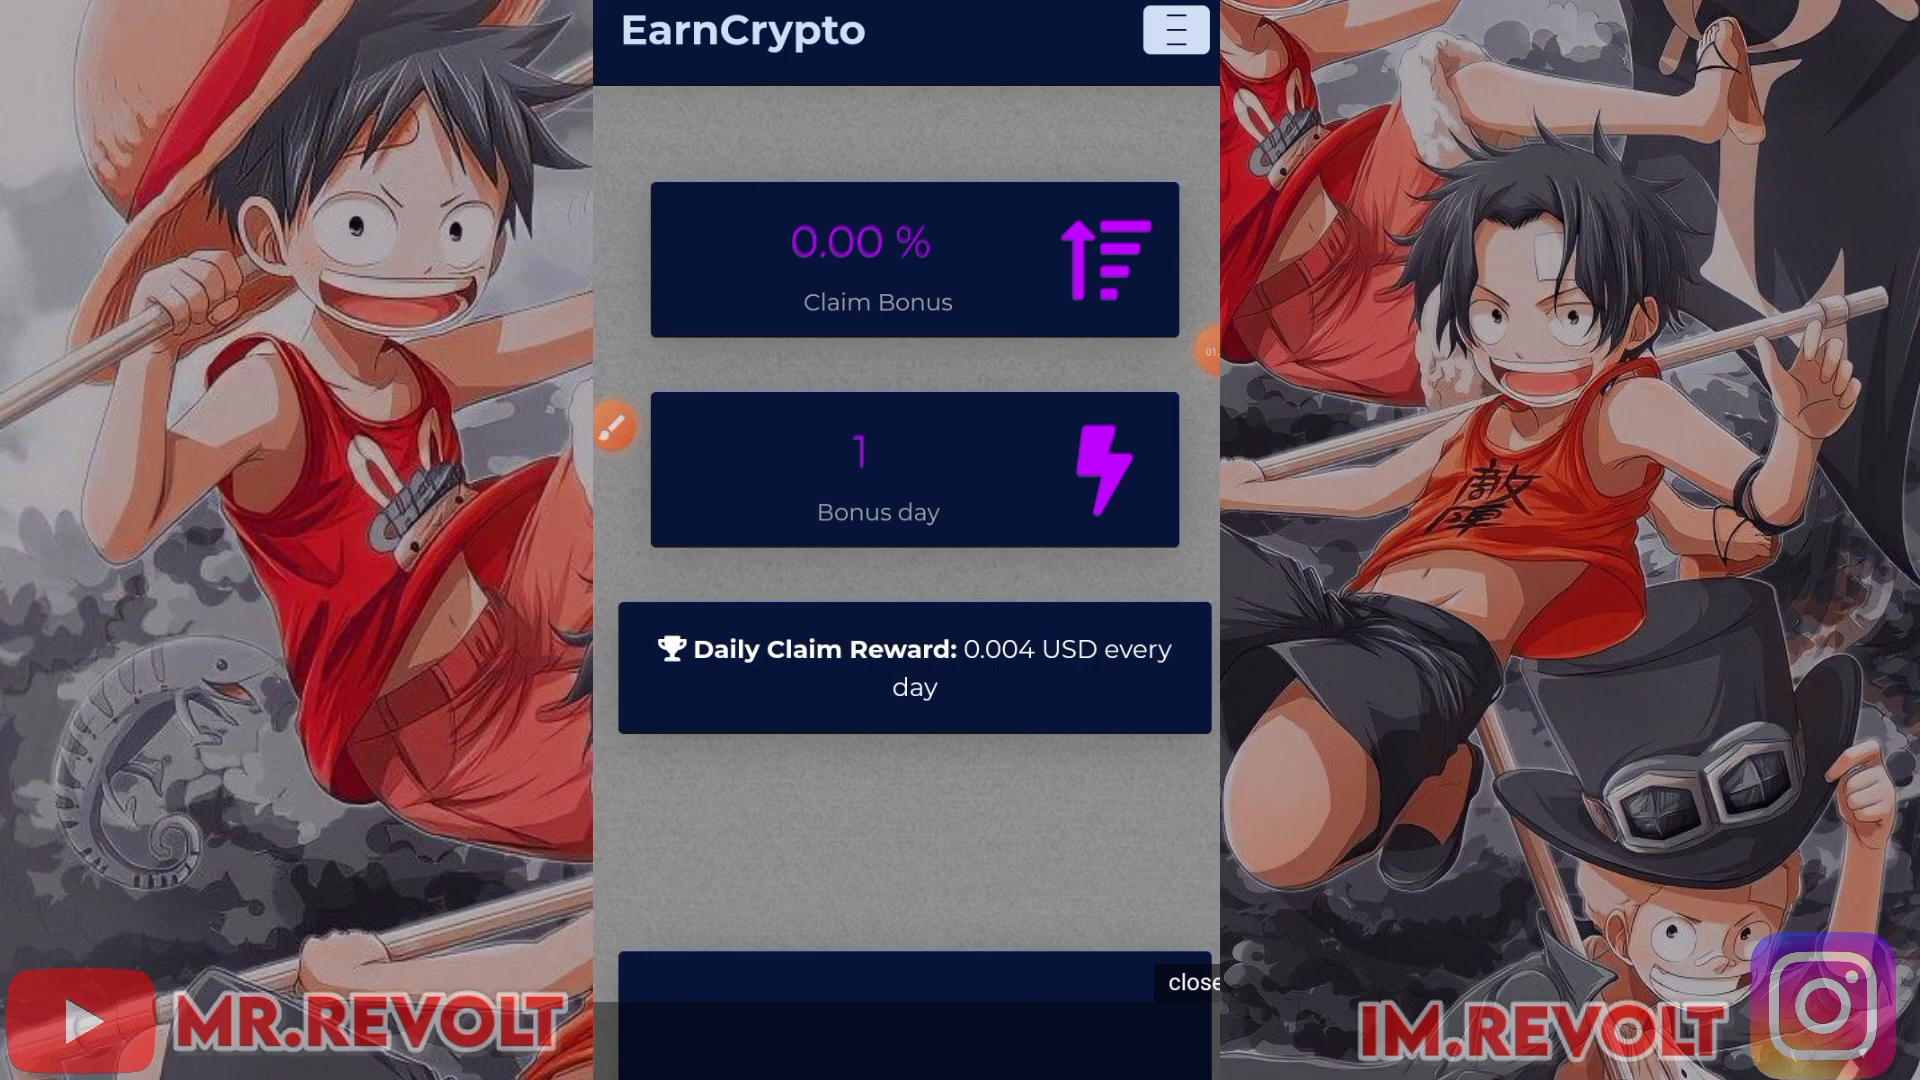 EarnCrypto
0.00 %
Claim Bonus
01.
1
Bonus day
Daily Claim Reward: 0.004 USD every
day
close
MR.REVOLT
IM.REVOLT